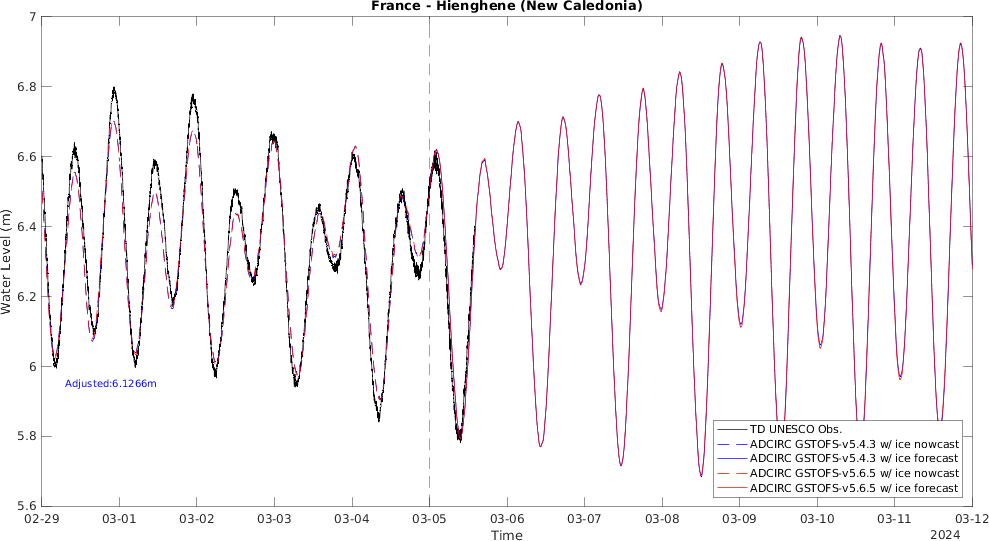 France - Hienghene (New Caledonia)
7
6.8
6.6
6.4
6.2
6
5.8
5.6
Water Level (m)
Adjusted:6.1266m
TD UNESCO Obs.
ADCIRC GSTOFS-v5.4.3 w/ ice nowcast
ADCIRC GSTOFS-v5.4.3 w/ ice forecast
ADCIRC GSTOFS-v5.6.5 w/ ice nowcast
ADCIRC GSTOFS-v5.6.5 w/ ice forecast
02-29 03-01 03-02 03-03 03-04 03-05 03-06 03-07 03-08 03-09 03-10 03-11 03-12
Time 2024